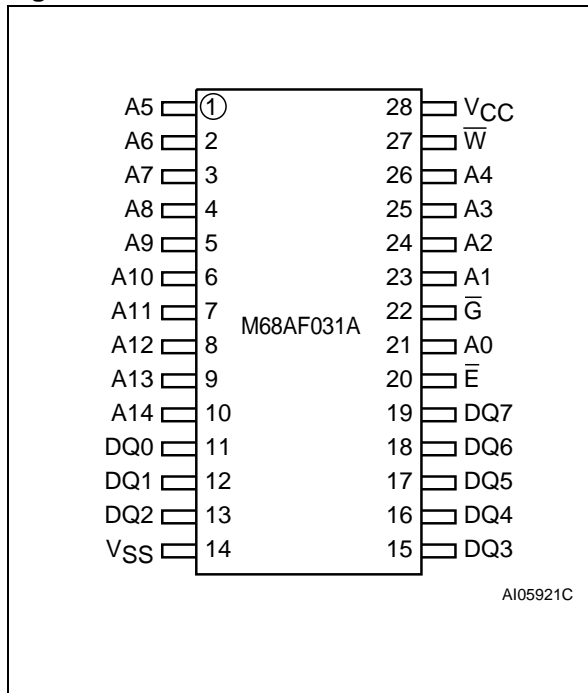 A5 1 28 VCC
A6 2 27 W̅
A7 3 26 A4
A8 4 25 A3
A9 5 24 A2
A10 6 23 A1
A11 7 M68AF031A 22 G̅
A12 8 21 A0
A13 9 20 E̅
A14 10 19 DQ7
DQ0 11 18 DQ6
DQ1 12 17 DQ5
DQ2 13 16 DQ4
VSS 14 15 DQ3
AI05921C